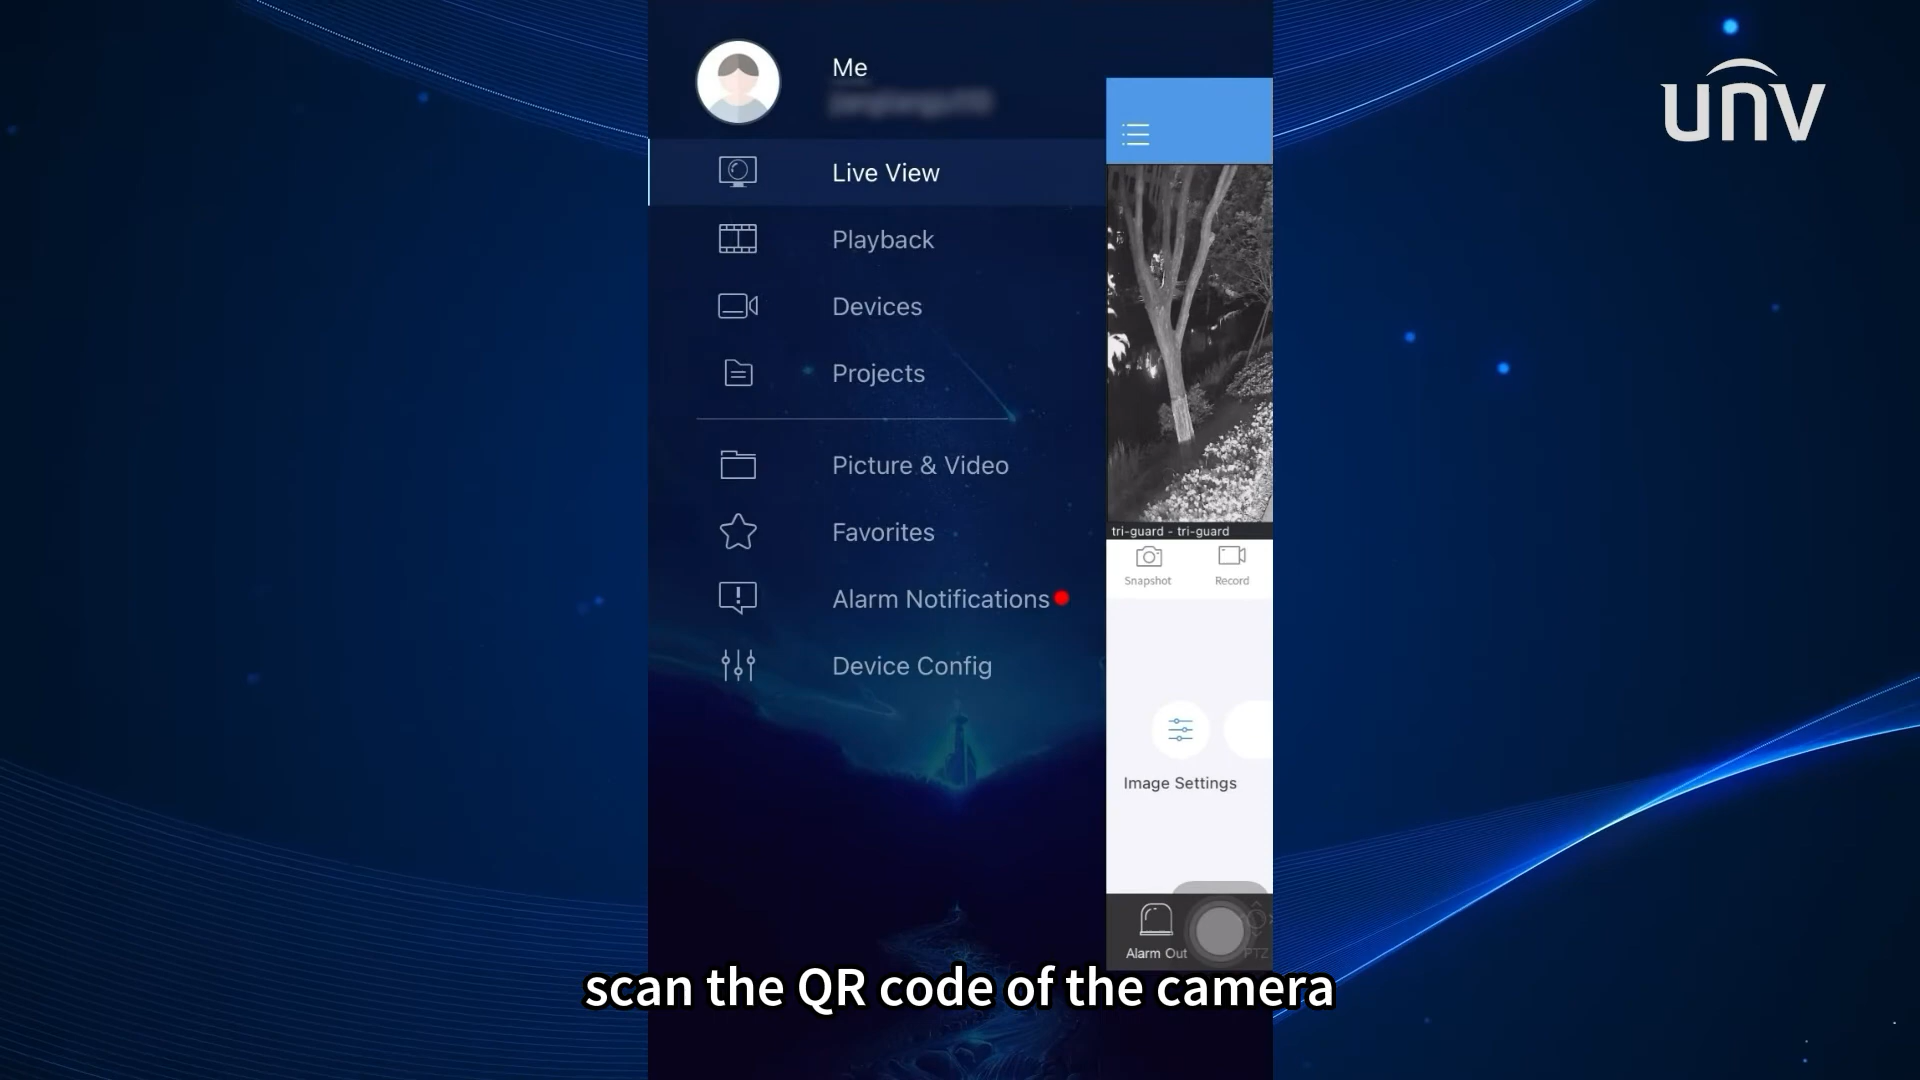 Me
unv
Live View
Playback
Devices
Projects
Picture & Video
Favorites
Alarm Notifications
Device Config
tri-guard - tri-guard
Snapshot
Record
Image Settings
Alarm Out
PTZ
scan the QR code of the camera